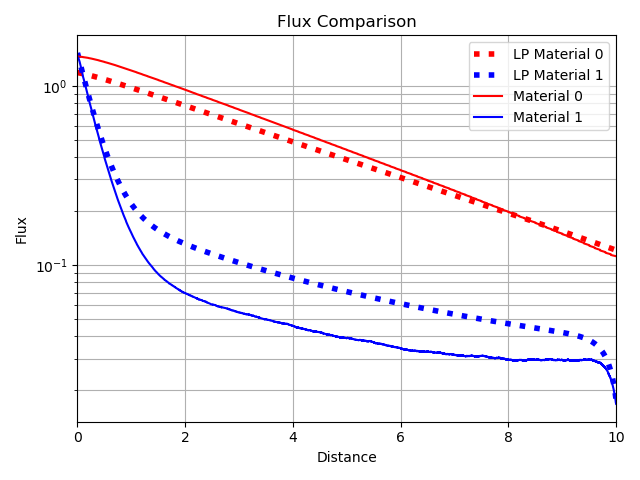 Flux Comparison
LP Material 0
LP Material 1
Material 0
Material 1
10⁰
10⁻¹
Flux
0 2 4 6 8 10
Distance